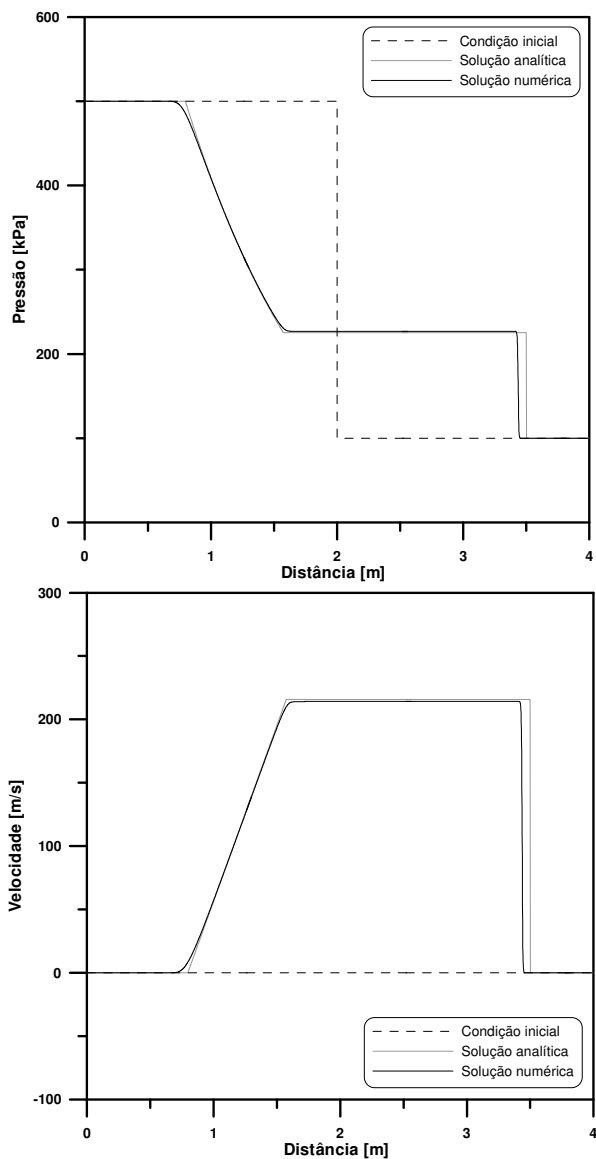 600
400
200
0
Pressão [kPa]
Condição inicial
Solução analítica
Solução numérica
0 1 2 3 4
Distância [m]
300
200
100
0
-100
Velocidade [m/s]
Condição inicial
Solução analítica
Solução numérica
0 1 2 3 4
Distância [m]